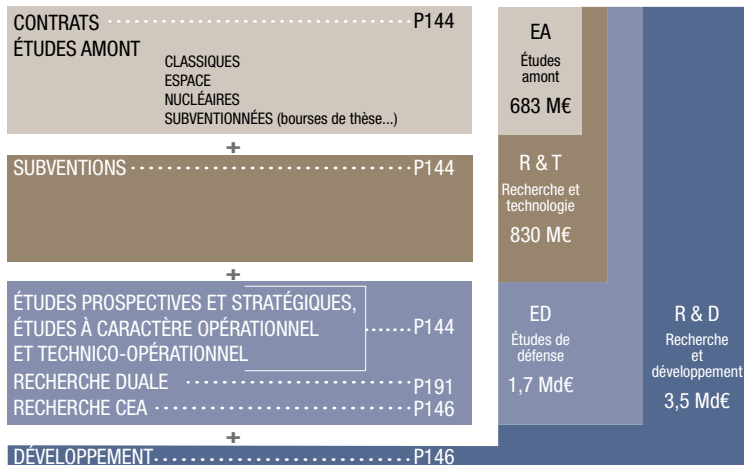 CONTRATS ........ P144
ÉTUDES AMONT
CLASSIQUES
ESPACE
NUCLÉAIRES
SUBVENTIONNÉES (bourses de thèse...)
+
SUBVENTIONS ........ P144
+
ÉTUDES PROSPECTIVES ET STRATÉGIQUES,
ÉTUDES À CARACTÈRE OPÉRATIONNEL ........ P144
ET TECHNICO-OPÉRATIONNEL
RECHERCHE DUALE ........ P191
RECHERCHE CEA ........ P146
+
DÉVELOPPEMENT ........ P146
EA
Études
amont
683 M€
R & T
Recherche et
technologie
830 M€
ED
Études de
défense
1,7 Md€
R & D
Recherche
et
développement
3,5 Md€